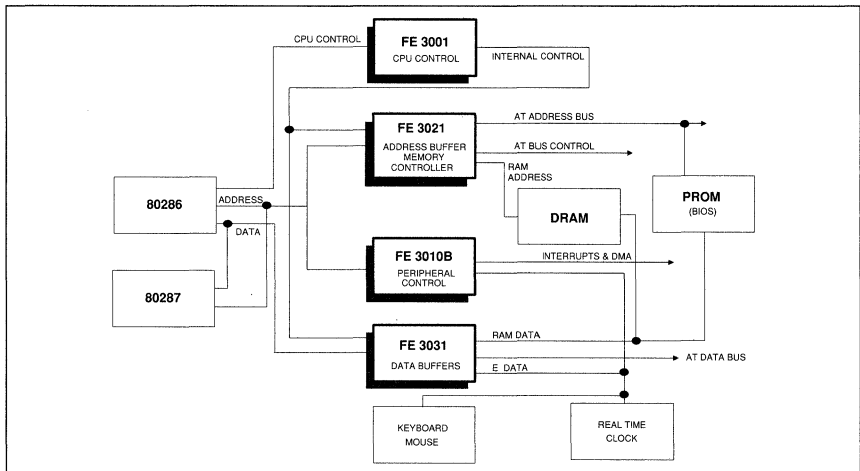 CPU CONTROL
FE 3001
CPU CONTROL
INTERNAL CONTROL
FE 3021
ADDRESS BUFFER
MEMORY
CONTROLLER
AT ADDRESS BUS
AT BUS CONTROL
RAM
ADDRESS
80286
ADDRESS
DATA
DRAM
PROM
(BIOS)
80287
FE 3010B
PERIPHERAL
CONTROL
INTERRUPTS & DMA
FE 3031
DATA BUFFERS
RAM DATA
AT DATA BUS
E DATA
KEYBOARD
MOUSE
REAL TIME
CLOCK